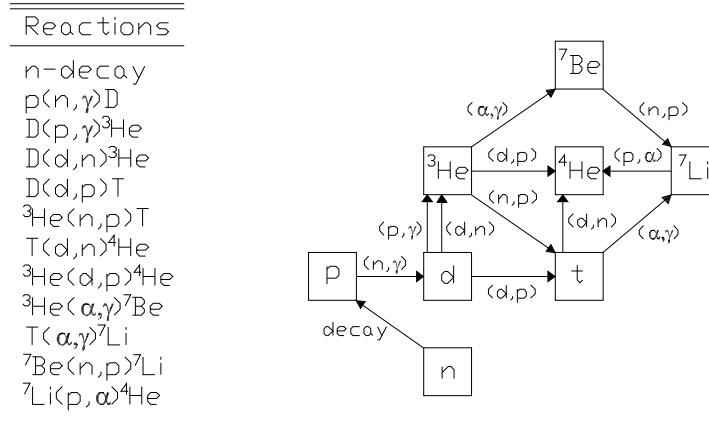 Reactions
n-decay
p(n,γ)D
D(p,γ)³He
D(d,n)³He
D(d,p)T
³He(n,p)T
T(d,n)⁴He
³He(d,p)⁴He
³He(α,γ)⁷Be
T(α,γ)⁷Li
⁷Be(n,p)⁷Li
⁷Li(p,α)⁴He
⁷Be
(α,γ)
(n,p)
³He
(d,p)
⁴He
(p,α)
⁷Li
(n,p)
(p,γ)
(d,n)
(d,n)
(α,γ)
p
(n,γ)
d
(d,p)
t
decay
n